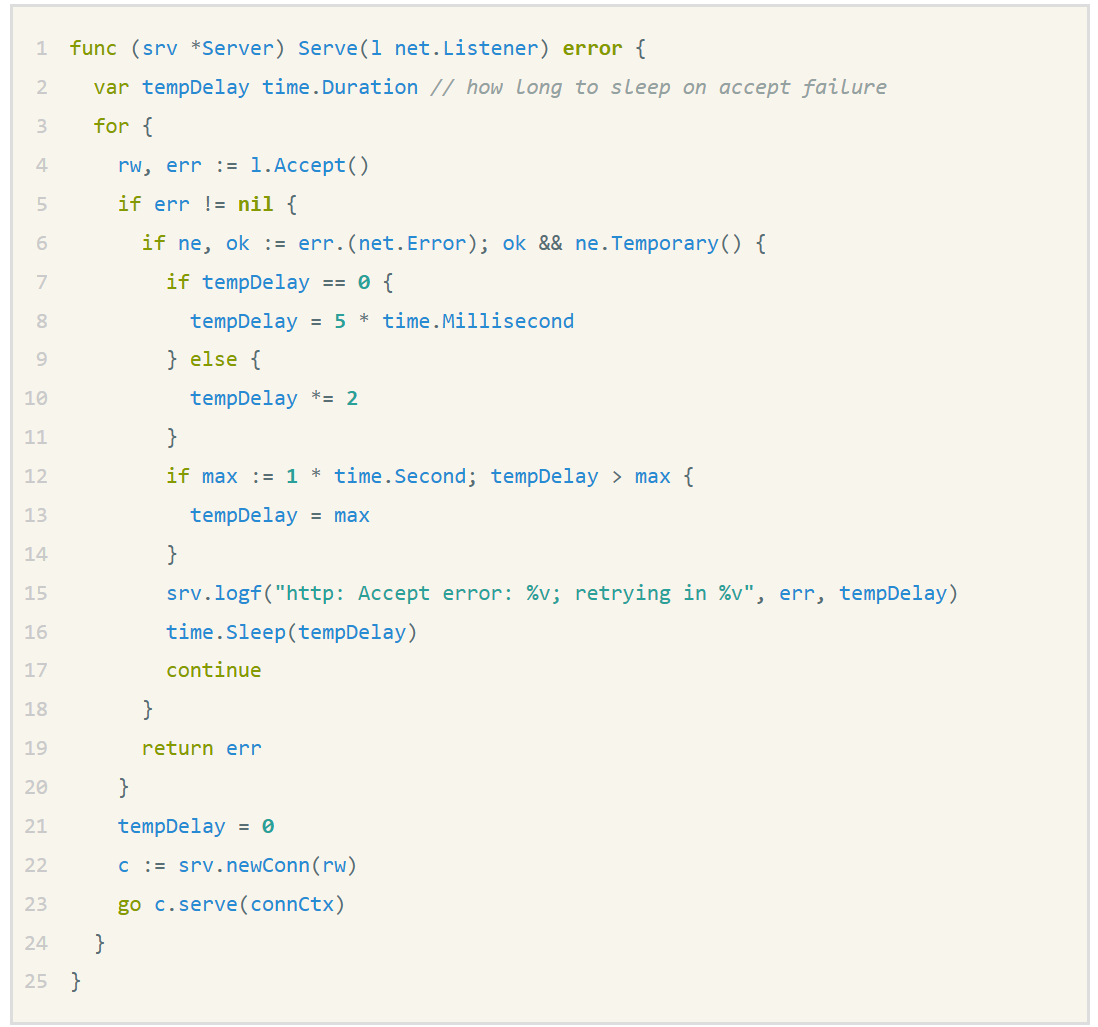 1 func (srv *Server) Serve(l net.Listener) error {
2 var tempDelay time.Duration // how long to sleep on accept failure
3 for {
4 rw, err := l.Accept()
5 if err != nil {
6 if ne, ok := err.(net.Error); ok && ne.Temporary() {
7 if tempDelay == 0 {
8 tempDelay = 5 * time.Millisecond
9 } else {
10 tempDelay *= 2
11 }
12 if max := 1 * time.Second; tempDelay > max {
13 tempDelay = max
14 }
15 srv.logf("http: Accept error: %v; retrying in %v", err, tempDelay)
16 time.Sleep(tempDelay)
17 continue
18 }
19 return err
20 }
21 tempDelay = 0
22 c := srv.newConn(rw)
23 go c.serve(connCtx)
24 }
25 }